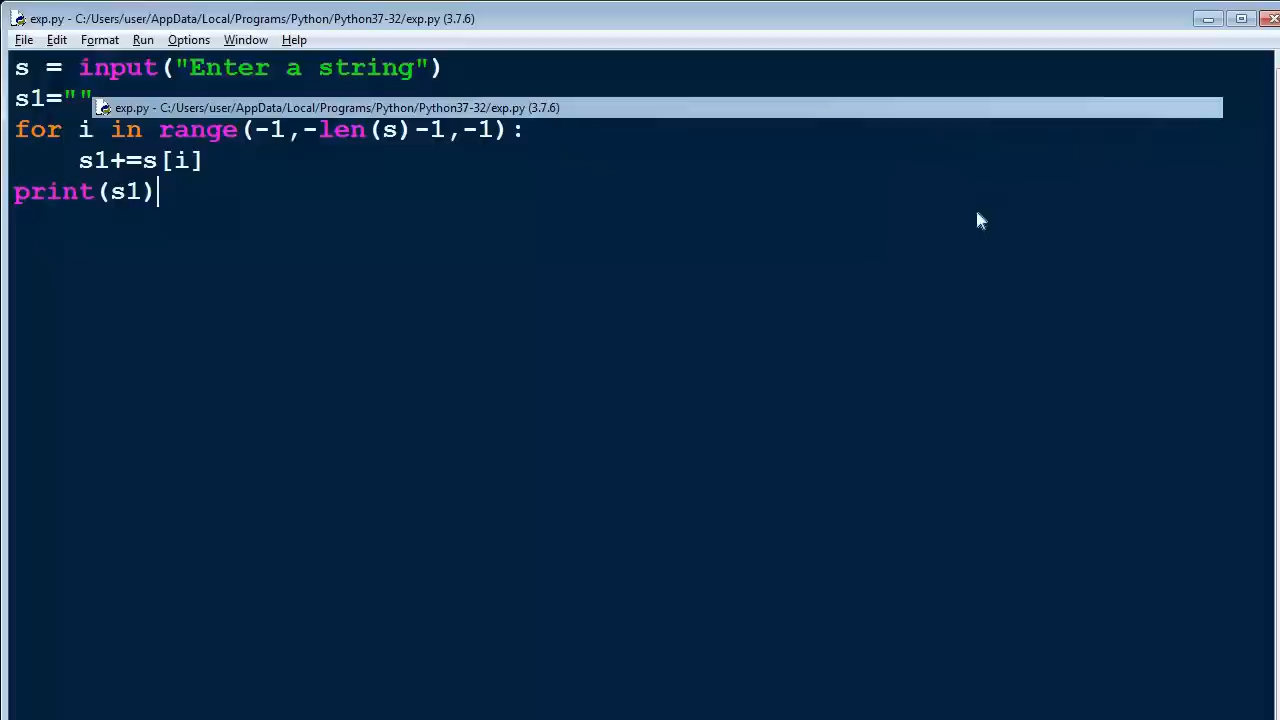 exp.py - C:/Users/user/AppData/Local/Programs/Python/Python37-32/exp.py (3.7.6)
File Edit Format Run Options Window Help
s = input("Enter a string")
s1=""
exp.py - C:/Users/user/AppData/Local/Programs/Python/Python37-32/exp.py (3.7.6)
for i in range(-1,-len(s)-1,-1):
    s1+=s[i]
print(s1)